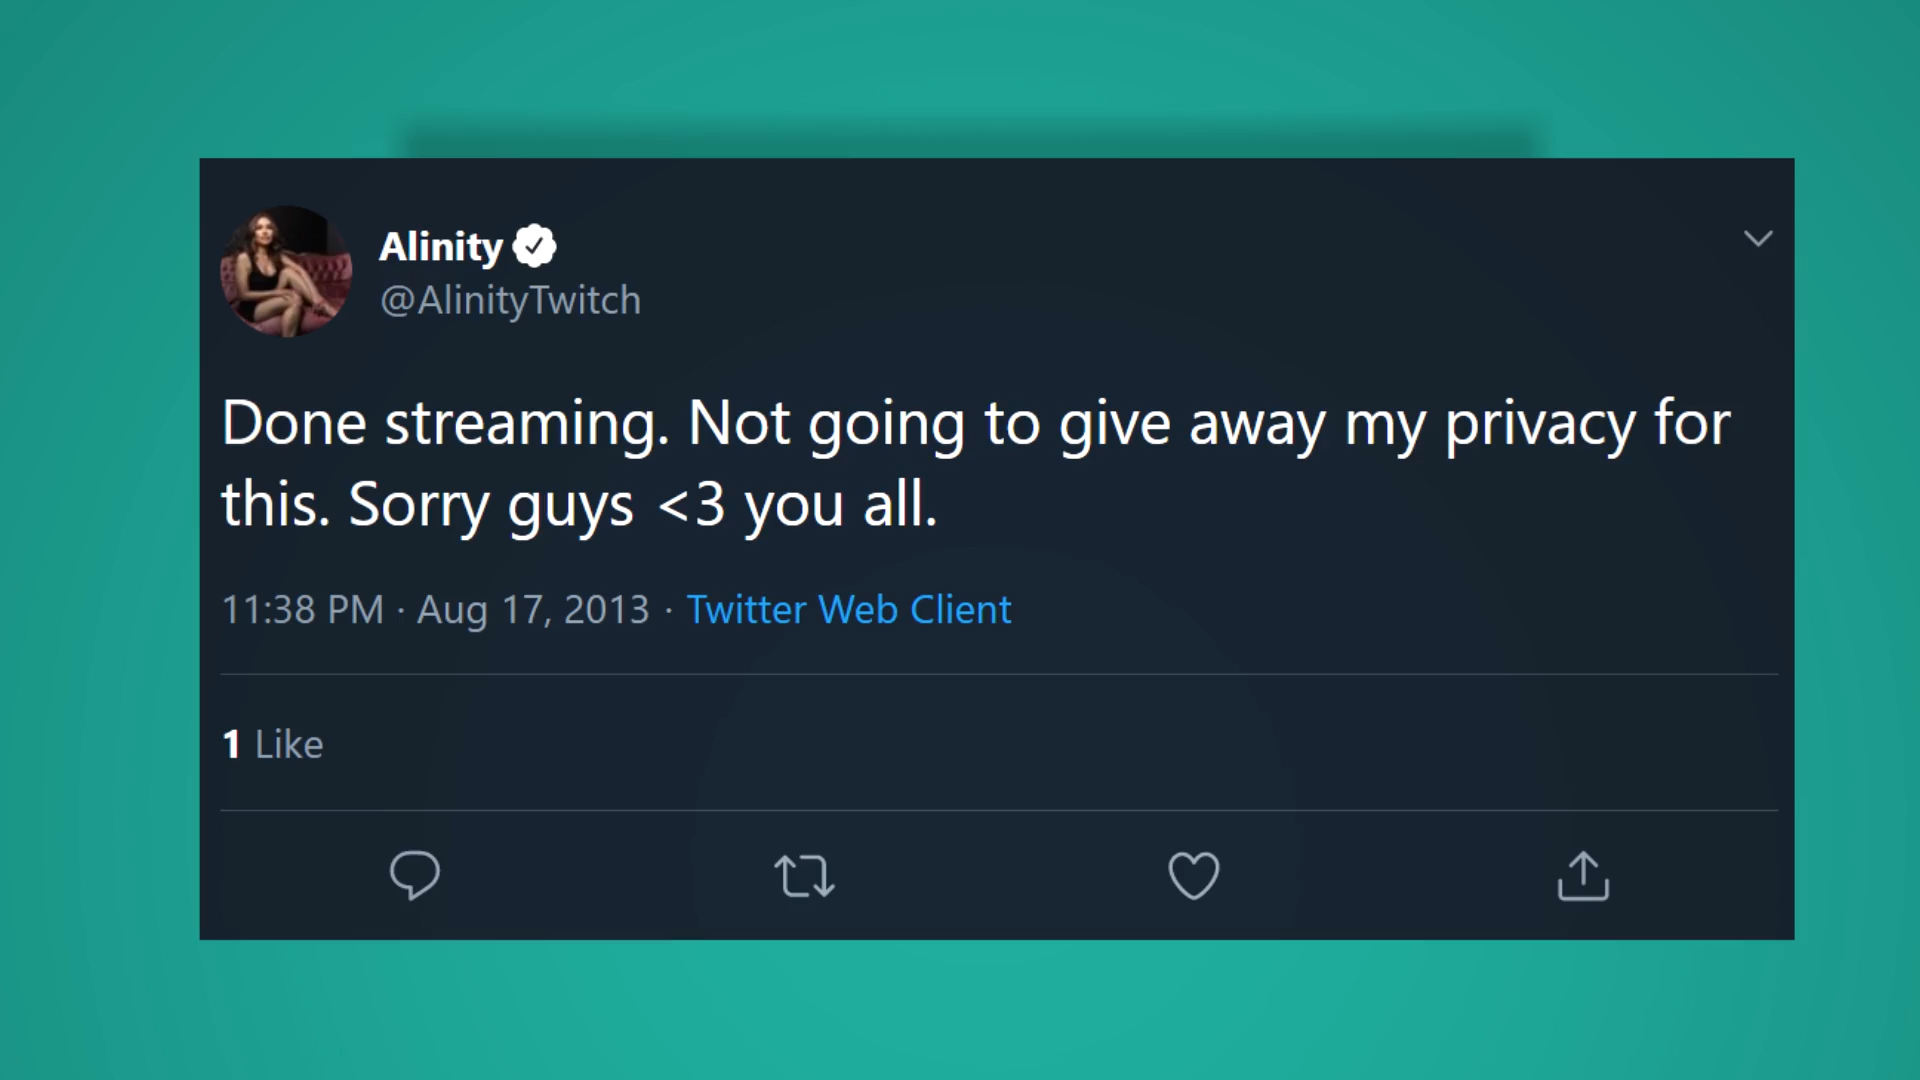 Alinity
@AlinityTwitch
Done streaming. Not going to give away my privacy for
this. Sorry guys <3 you all.
11:38 PM · Aug 17, 2013 · Twitter Web Client
1 Like